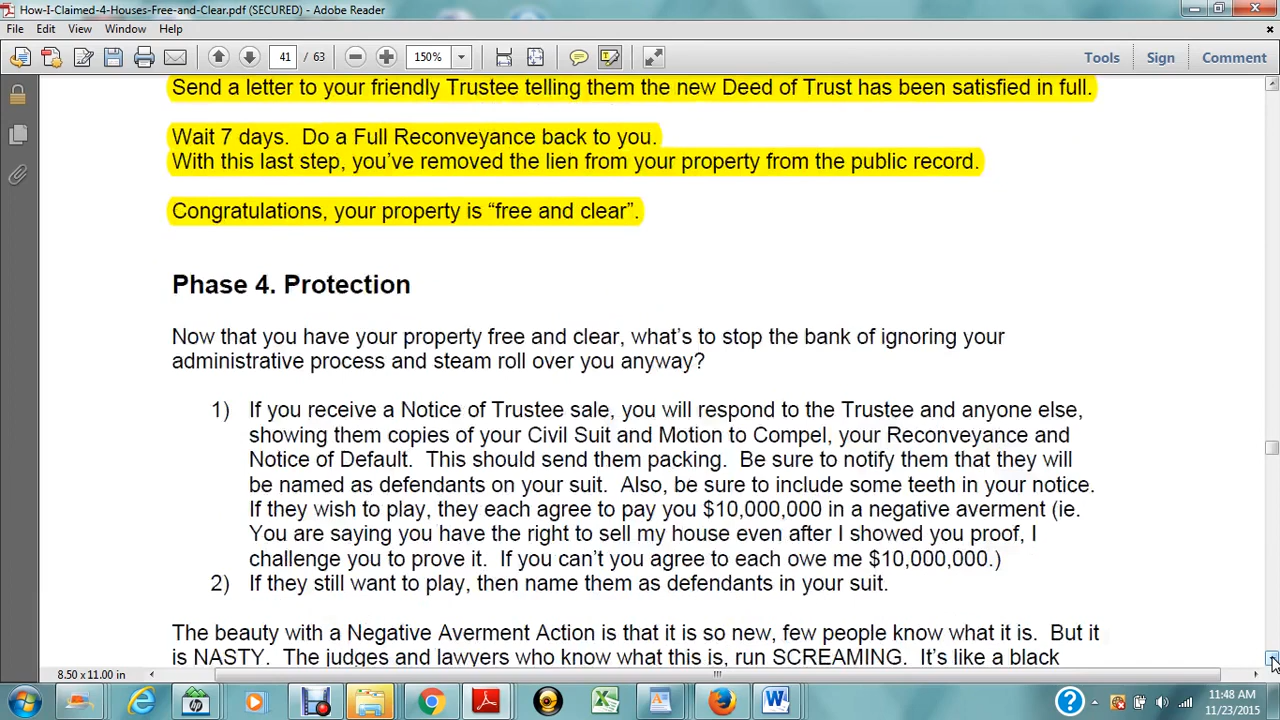 How-I-Claimed-4-Houses-Free-and-Clear.pdf (SECURED) - Adobe Reader
File Edit View Window Help
41 / 63 150% Tools Sign Comment
Send a letter to your friendly Trustee telling them the new Deed of Trust has been satisfied in full.
Wait 7 days. Do a Full Reconveyance back to you.
With this last step, you’ve removed the lien from your property from the public record.
Congratulations, your property is “free and clear”.
Phase 4. Protection
Now that you have your property free and clear, what’s to stop the bank of ignoring your
administrative process and steam roll over you anyway?
1) If you receive a Notice of Trustee sale, you will respond to the Trustee and anyone else,
showing them copies of your Civil Suit and Motion to Compel, your Reconveyance and
Notice of Default. This should send them packing. Be sure to notify them that they will
be named as defendants on your suit. Also, be sure to include some teeth in your notice.
If they wish to play, they each agree to pay you $10,000,000 in a negative averment (ie.
You are saying you have the right to sell my house even after I showed you proof, I
challenge you to prove it. If you can’t you agree to each owe me $10,000,000.)
2) If they still want to play, then name them as defendants in your suit.
The beauty with a Negative Averment Action is that it is so new, few people know what it is. But it
is NASTY. The judges and lawyers who know what this is, run SCREAMING. It’s like a black
8.50 x 11.00 in
11:48 AM
11/23/2015